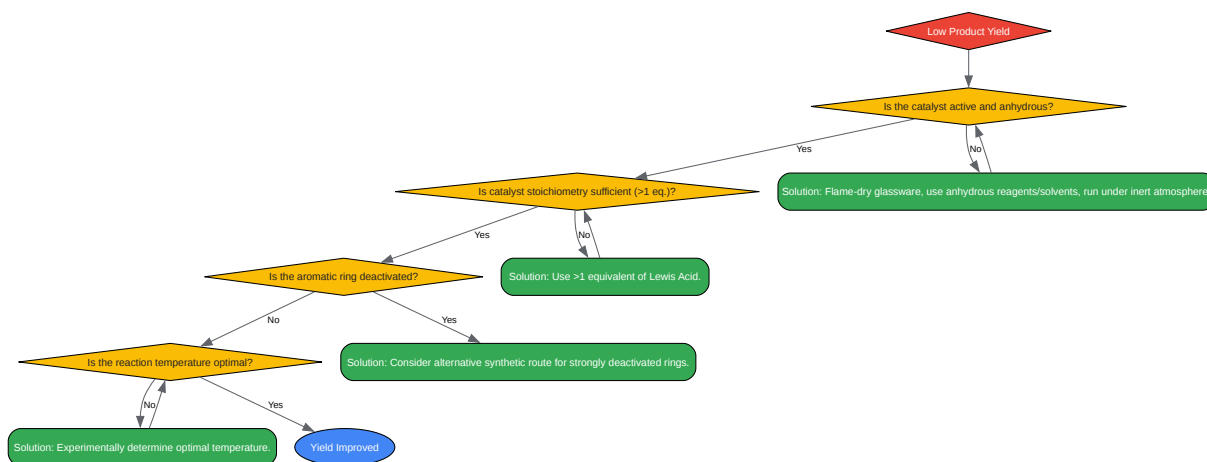 Low Product Yield
Is the catalyst active and anhydrous?
Yes
No
Is catalyst stoichiometry sufficient (>1 eq.)?
Solution: Flame-dry glassware, use anhydrous reagents/solvents, run under inert atmosphere
Yes
No
Is the aromatic ring deactivated?
Solution: Use >1 equivalent of Lewis Acid.
No
Yes
Is the reaction temperature optimal?
Solution: Consider alternative synthetic route for strongly deactivated rings.
No
Yes
Solution: Experimentally determine optimal temperature.
Yield Improved